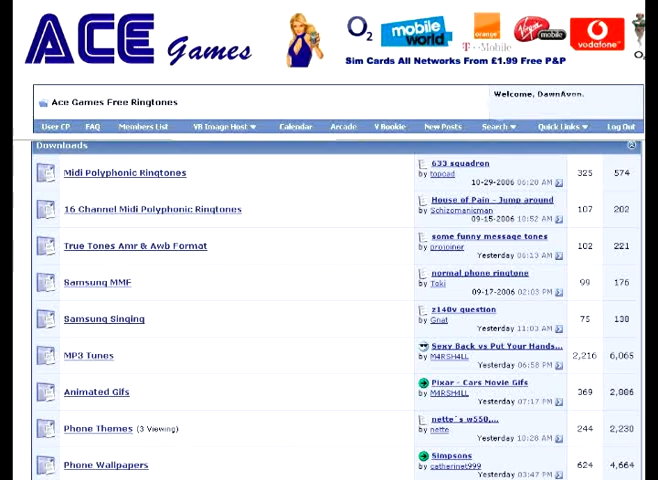 ACE Games
O2
mobile world
orange
T··Mobile·
Virgin mobile
vodafone
Sim Cards All Networks From £1.99 Free P&P
Ace Games Free Ringtones
Welcome, DawnAvon.
User CP FAQ Members List VB Image Host Calendar Arcade V Bookie New Posts Search Quick Links Log Out
Downloads
Midi Polyphonic Ringtones
633 squadron
by topcad
10-29-2006 06:20 AM
325 574
16 Channel Midi Polyphonic Ringtones
House of Pain - Jump around
by Schizomanicman
09-15-2006 10:52 AM
107 202
True Tones Amr & Awb Format
some funny message tones
by
Yesterday 06:13 AM
102 221
Samsung MMF
normal phone ringtone
by Toki
09-17-2006 02:03 PM
99 176
Samsung Singing
z140v question
by Gnat
Yesterday 11:03 AM
75 138
MP3 Tunes
Sexy Back vs Put Your Hands...
by M4RSH4LL
Yesterday 06:58 PM
2,216 6,065
Animated Gifs
Pixar - Cars Movie Gifs
by M4RSH4LL
Yesterday 07:17 PM
369 2,006
Phone Themes (3 Viewing)
nette`s w550,...
by nette
Yesterday 10:28 AM
244 2,230
Phone Wallpapers
Simpsons
by catherinet999
Yesterday 03:47 PM
624 4,664